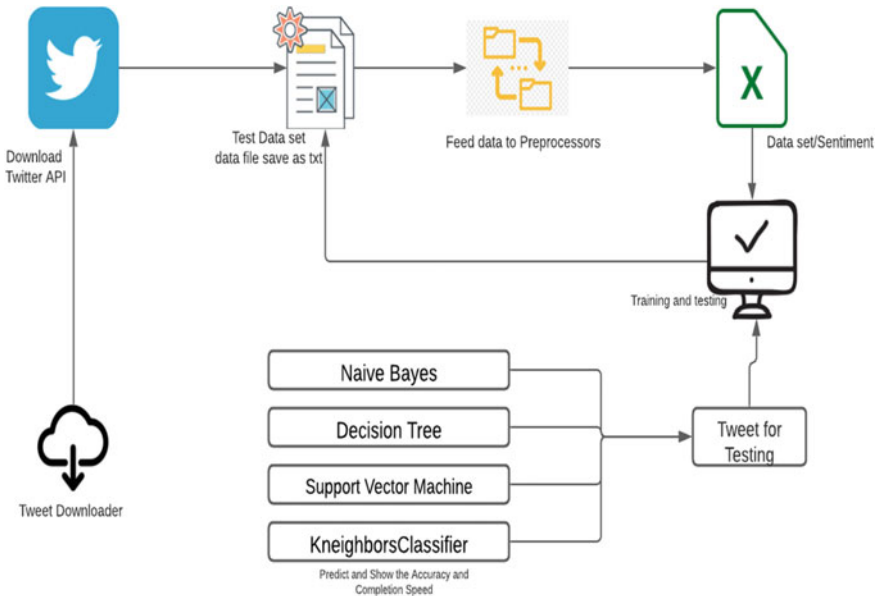 Download
Twitter API
Test Data set
data file save as txt
Feed data to Preprocessors
X
Data set/Sentiment
Training and testing
Naive Bayes
Decision Tree
Support Vector Machine
KneighborsClassifier
Predict and Show the Accuracy and
Completion Speed
Tweet for
Testing
Tweet Downloader